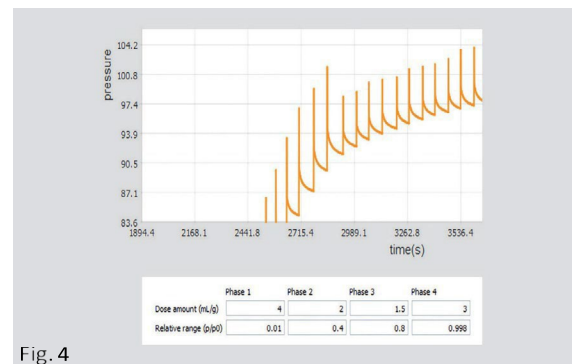 pressure
104.2
100.8
97.4
93.9
90.5
87.1
83.6
1894.4 2168.1 2441.8 2715.4 2989.1 3262.8 3536.4
time(s)
Phase 1 Phase 2 Phase 3 Phase 4
Dose amount (mL/g) 4 2 1.5 3
Relative range (p/p0) 0.01 0.4 0.8 0.998
Fig. 4